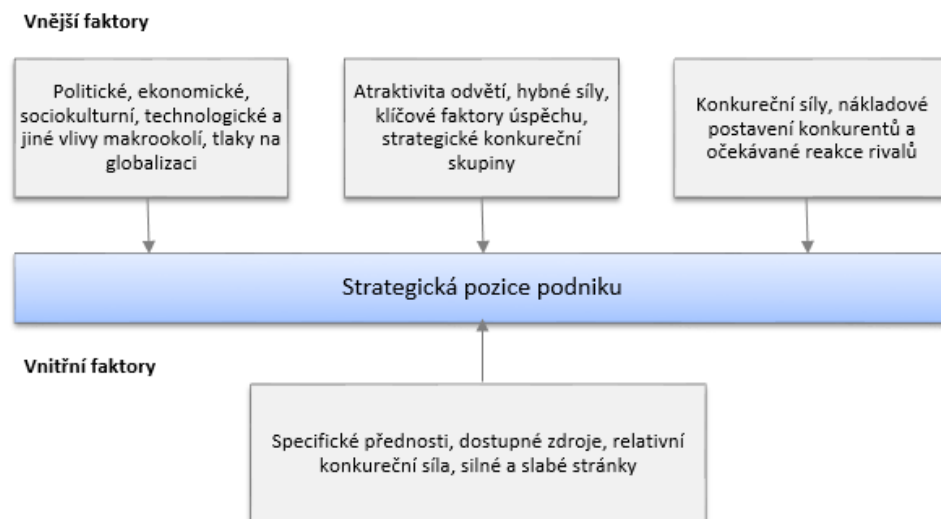 Vnější faktory
Politické, ekonomické,
sociokulturní, technologické a
jiné vlivy makrookolí, tlaky na
globalizaci
Atraktivita odvětví, hybné síly,
klíčové faktory úspěchu,
strategické konkureční
skupiny
Konkureční síly, nákladové
postavení konkurentů a
očekávané reakce rivalů
Strategická pozice podniku
Vnitřní faktory
Specifické přednosti, dostupné zdroje, relativní
konkureční síla, silné a slabé stránky